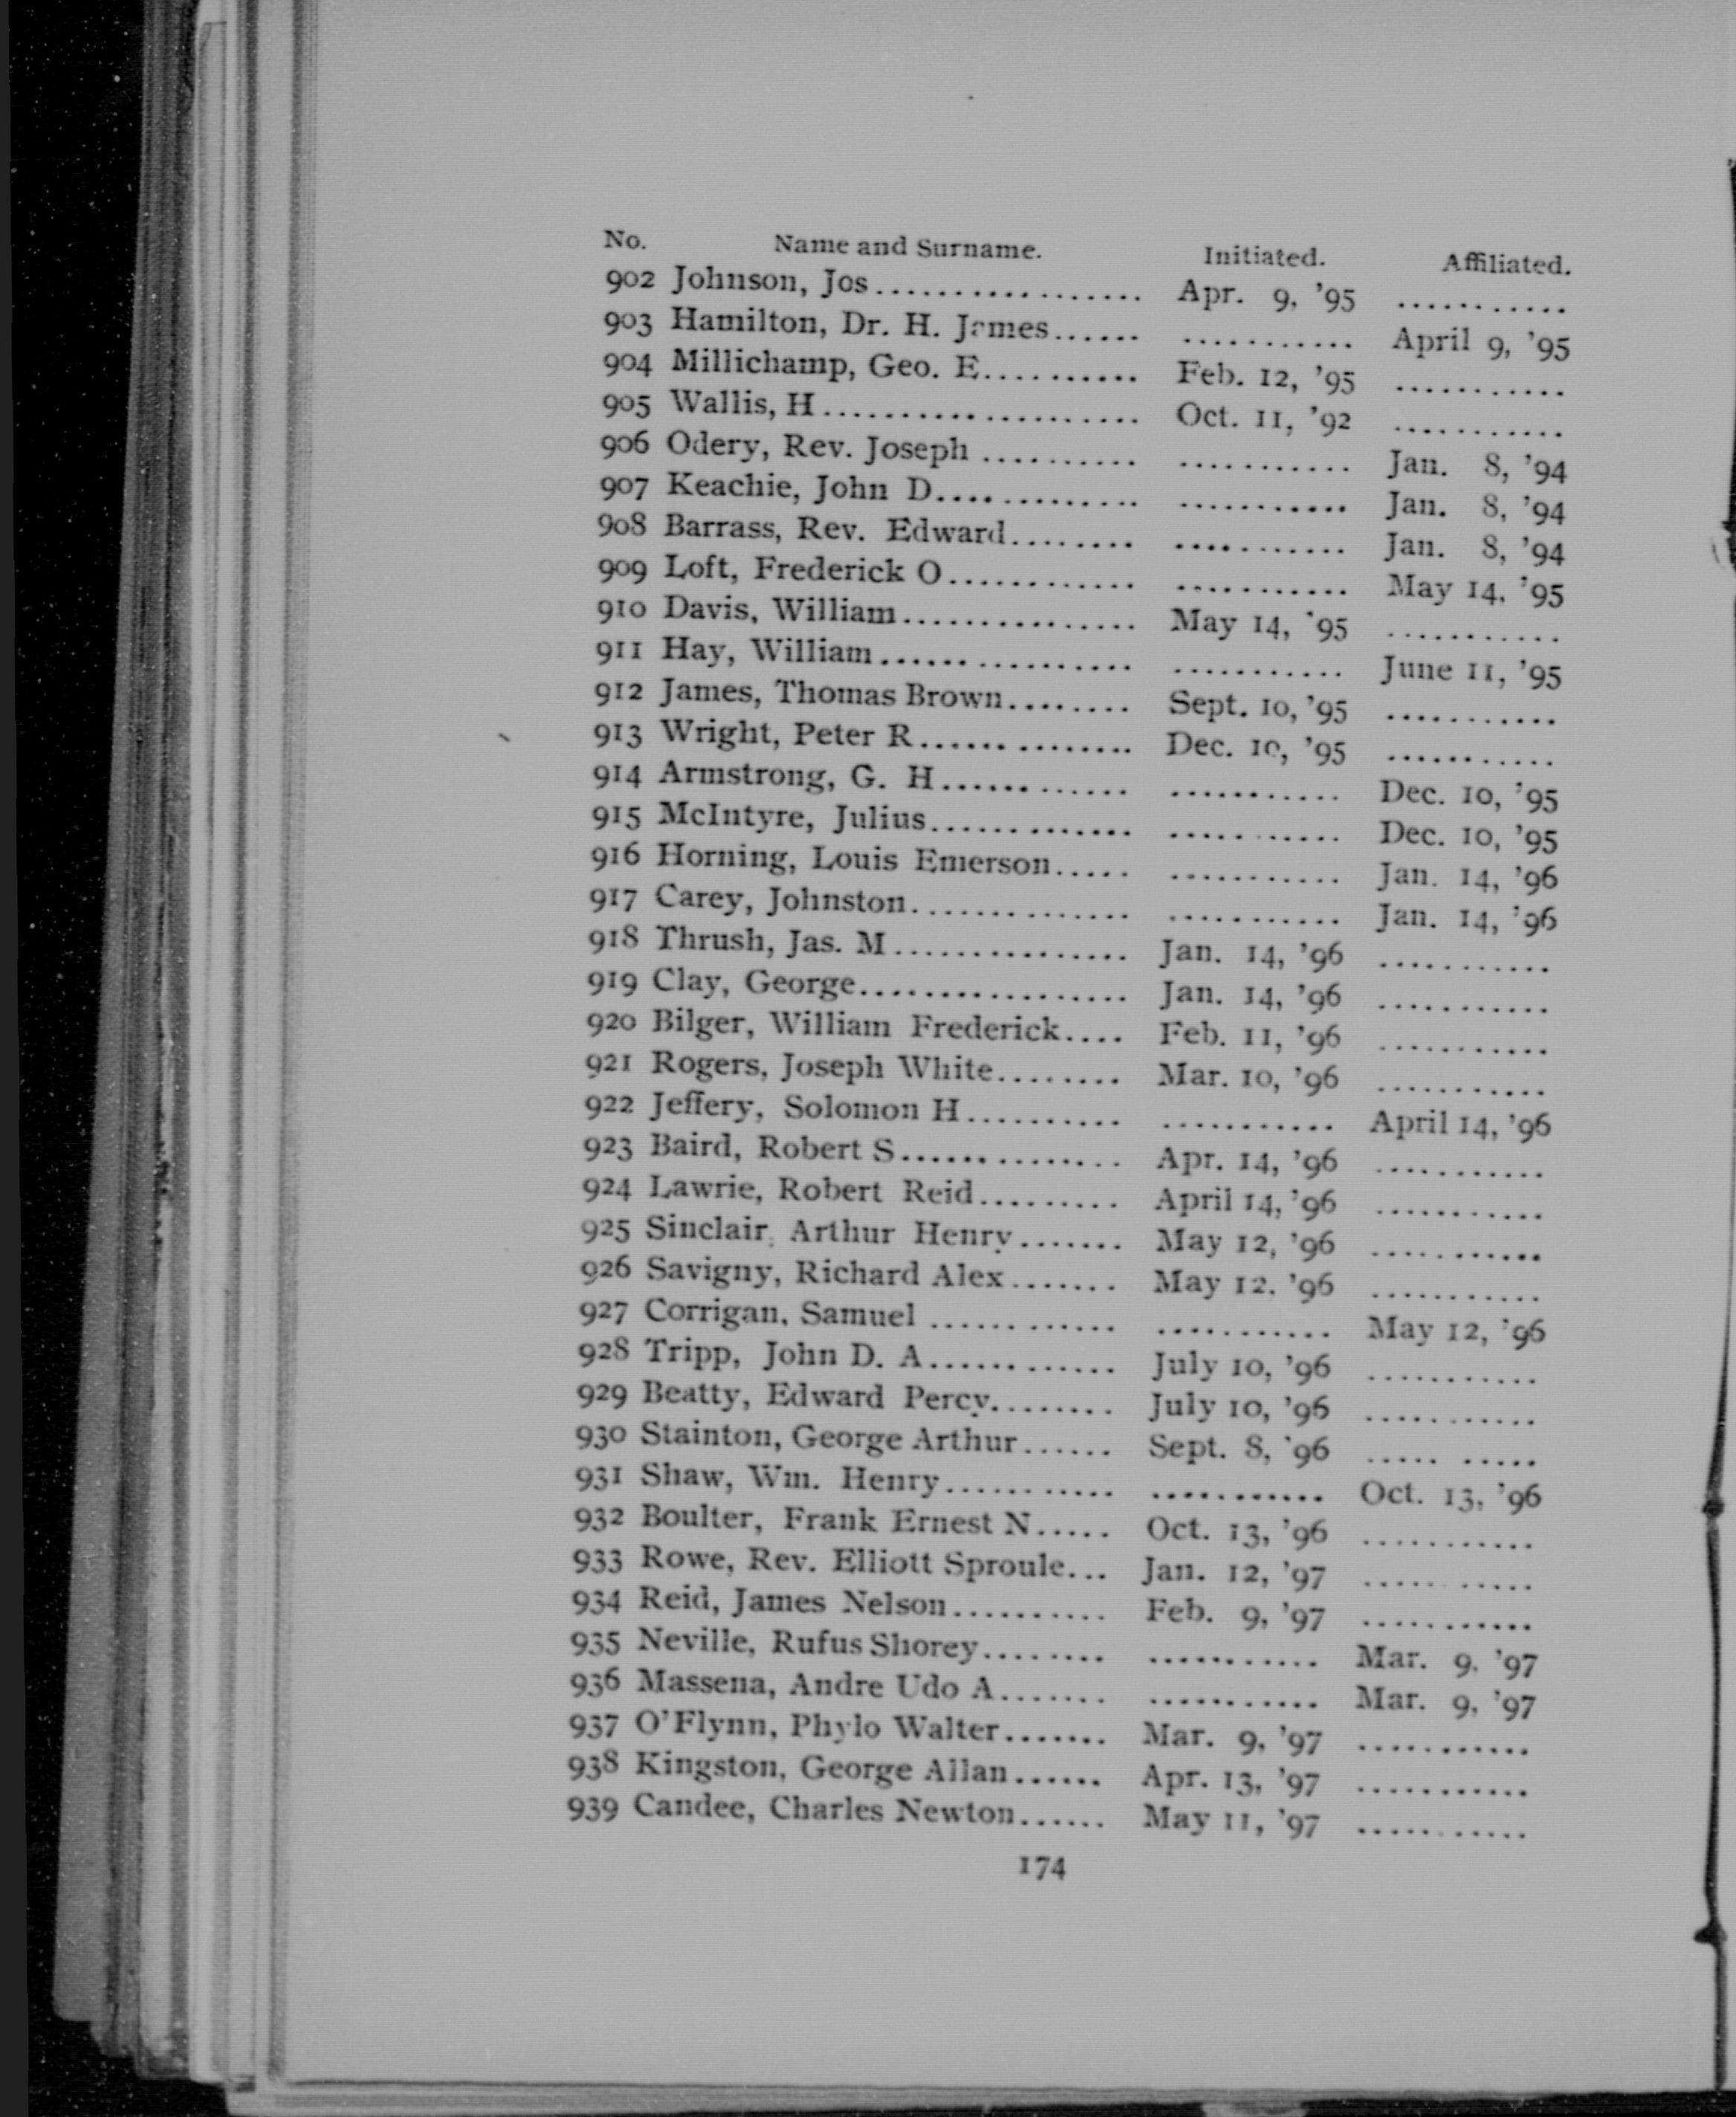 No. Name and Surname. Initiated. Affiliated.
902 Johnson, Jos................. Apr. 9, '95 ...........
903 Hamilton, Dr. H. James...... ........... April 9, '95
904 Millichamp, Geo. E.......... Feb. 12, '95 ...........
905 Wallis, H.................... Oct. 11, '92 ...........
906 Odery, Rev. Joseph .......... ........... Jan. 8, '94
907 Keachie, John D............. ........... Jan. 8, '94
908 Barrass, Rev. Edward........ ........... Jan. 8, '94
909 Loft, Frederick O............ ........... May 14, '95
910 Davis, William............... May 14, '95 ...........
911 Hay, William................ ........... June 11, '95
912 James, Thomas Brown........ Sept. 10, '95 ...........
913 Wright, Peter R.............. Dec. 10, '95 ...........
914 Armstrong, G. H............ ........... Dec. 10, '95
915 McIntyre, Julius............. ........... Dec. 10, '95
916 Horning, Louis Emerson..... ........... Jan. 14, '96
917 Carey, Johnston.............. ........... Jan. 14, '96
918 Thrush, Jas. M............... Jan. 14, '96 ...........
919 Clay, George................. Jan. 14, '96 ...........
920 Bilger, William Frederick.... Feb. 11, '96 ...........
921 Rogers, Joseph White........ Mar. 10, '96 ...........
922 Jeffery, Solomon H.......... ........... April 14, '96
923 Baird, Robert S.............. Apr. 14, '96 ...........
924 Lawrie, Robert Reid......... April 14, '96 ...........
925 Sinclair, Arthur Henry....... May 12, '96 ...........
926 Savigny, Richard Alex....... May 12, '96 ...........
927 Corrigan, Samuel ............ ........... May 12, '96
928 Tripp, John D. A............ July 10, '96 ...........
929 Beatty, Edward Percy........ July 10, '96 ...........
930 Stainton, George Arthur...... Sept. 8, '96 ..... .....
931 Shaw, Wm. Henry........... ........... Oct. 13, '96
932 Boulter, Frank Ernest N..... Oct. 13, '96 ...........
933 Rowe, Rev. Elliott Sproule... Jan. 12, '97 ...........
934 Reid, James Nelson.......... Feb. 9, '97 ...........
935 Neville, Rufus Shorey........ ........... Mar. 9, '97
936 Massena, Andre Udo A....... ........... Mar. 9, '97
937 O'Flynn, Phylo Walter....... Mar. 9, '97 ...........
938 Kingston, George Allan...... Apr. 13, '97 ...........
939 Candee, Charles Newton...... May 11, '97 ...........
174